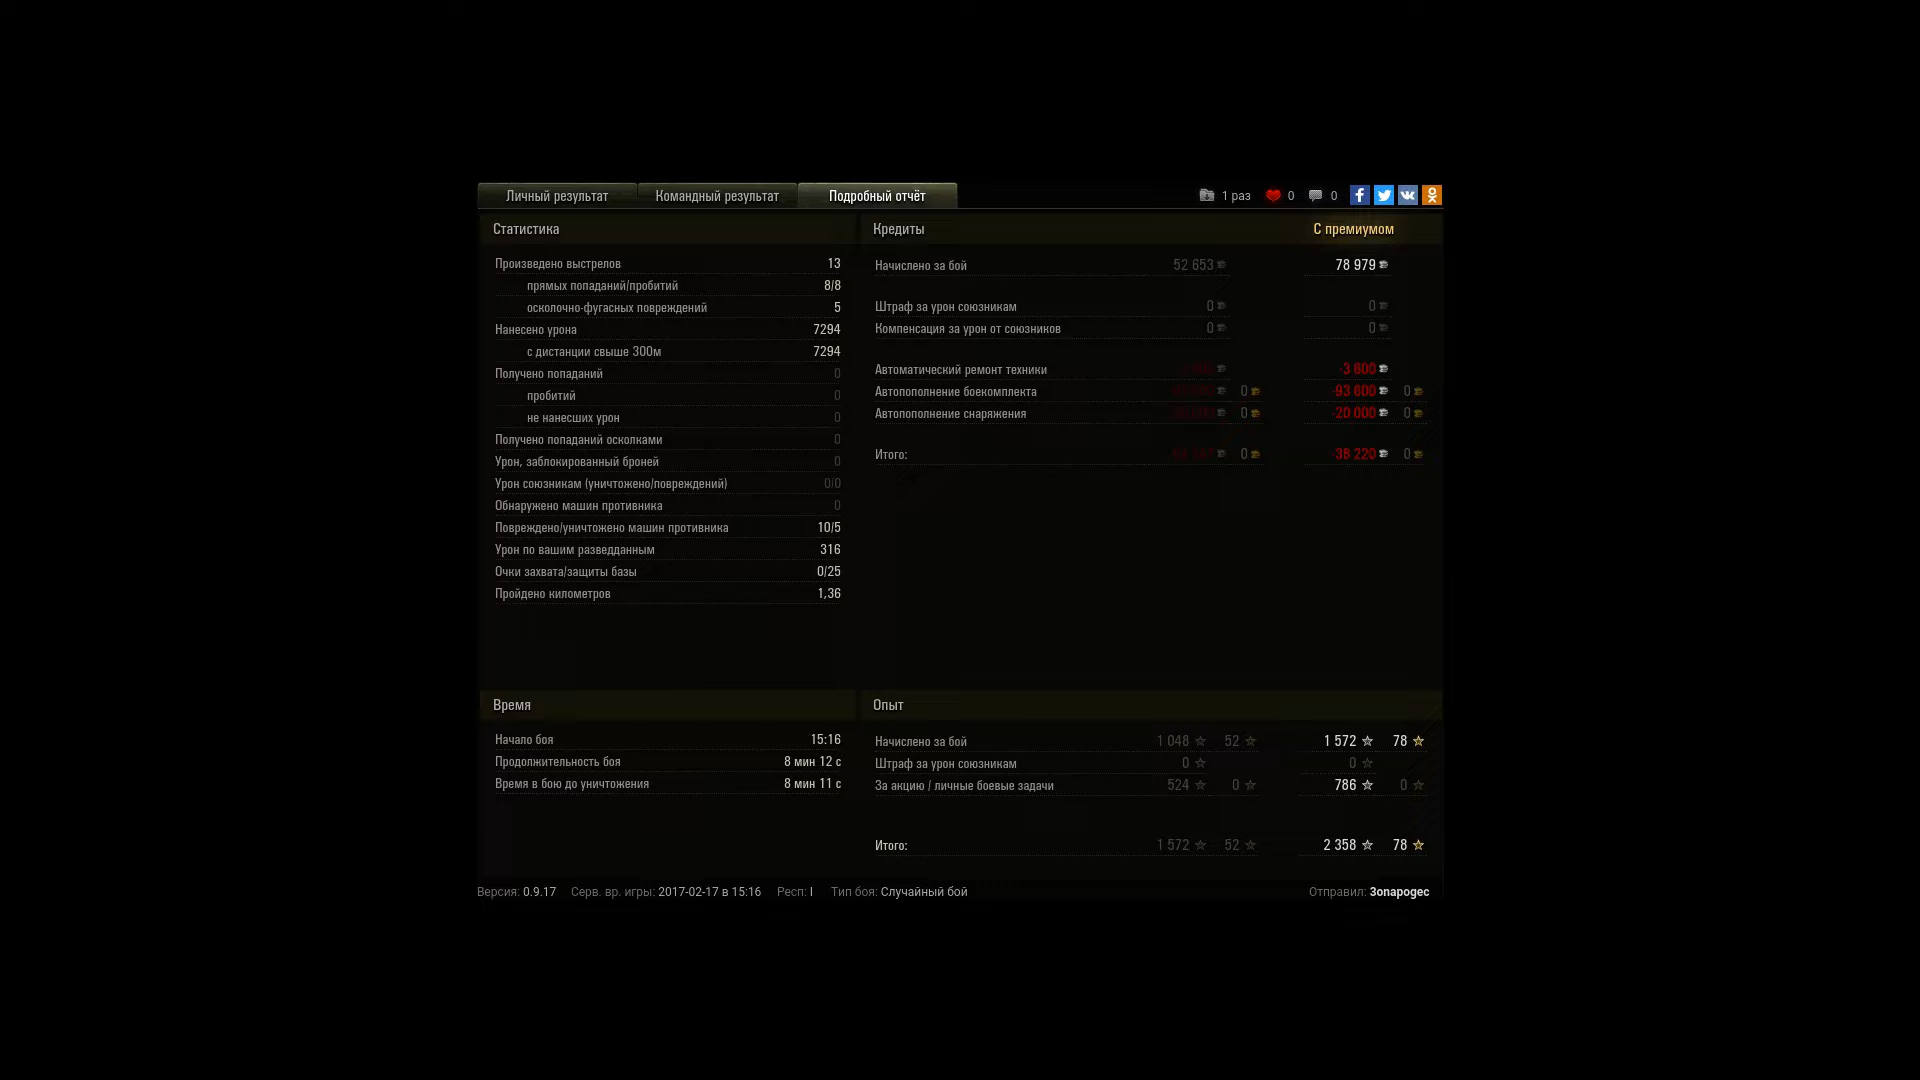 Личный результат Командный результат Подробный отчёт 1 раз 0 0
Статистика
Произведено выстрелов 13
прямых попаданий/пробитий 8/8
осколочно-фугасных повреждений 5
Нанесено урона 7294
с дистанции свыше 300м 7294
Получено попаданий 0
пробитий 0
не нанесших урон 0
Получено попаданий осколками 0
Урон, заблокированный броней 0
Урон союзникам (уничтожено/повреждений) 0/0
Обнаружено машин противника 0
Повреждено/уничтожено машин противника 10/5
Урон по вашим разведданным 316
Очки захвата/защиты базы 0/25
Пройдено километров 1,36
Кредиты С премиумом
Начислено за бой 52 653 78 979
Штраф за урон союзникам 0 0
Компенсация за урон от союзников 0 0
Автоматический ремонт техники -3 600
Автопополнение боекомплекта 0 -93 600 0
Автопополнение снаряжения 0 -20 000 0
Итого: 0 -38 220 0
Время
Начало боя 15:16
Продолжительность боя 8 мин 12 с
Время в бою до уничтожения 8 мин 11 с
Опыт
Начислено за бой 1 048 52 1 572 78
Штраф за урон союзникам 0 0
За акцию / личные боевые задачи 524 0 786 0
Итого: 1 572 52 2 358 78
Версия: 0.9.17 Серв. вр. игры: 2017-02-17 в 15:16 Респ: I Тип боя: Случайный бой Отправил: 3onapogec